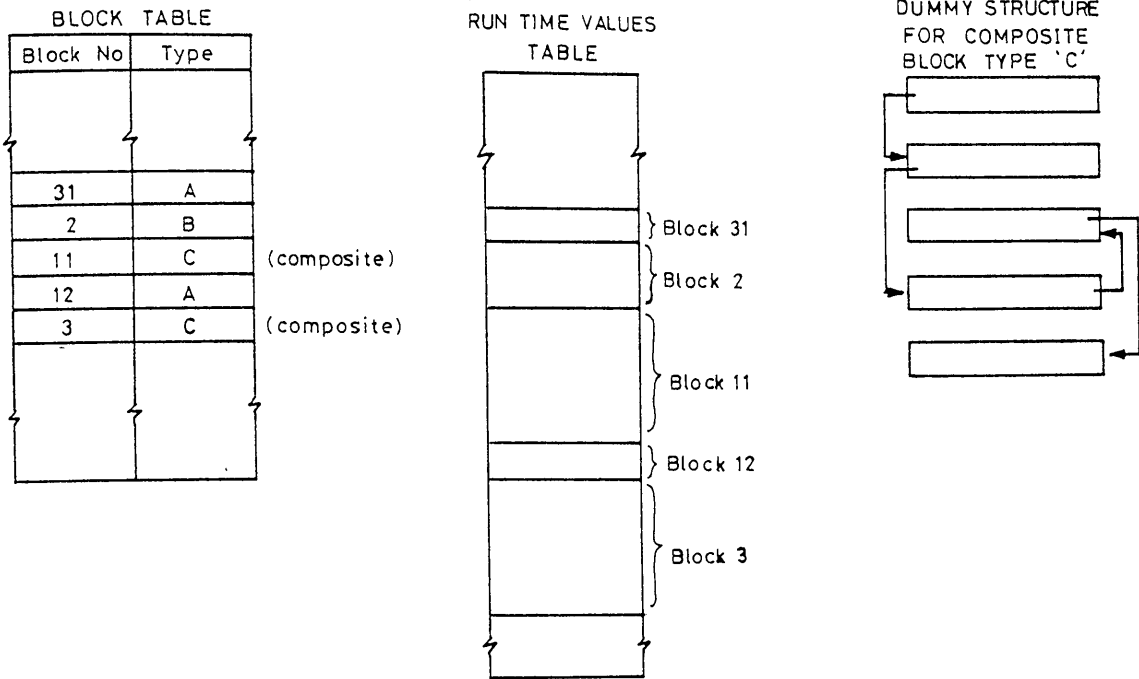 BLOCK TABLE
Block No Type
31 A
2 B
11 C (composite)
12 A
3 C (composite)
RUN TIME VALUES
TABLE
Block 31
Block 2
Block 11
Block 12
Block 3
DUMMY STRUCTURE
FOR COMPOSITE
BLOCK TYPE 'C'